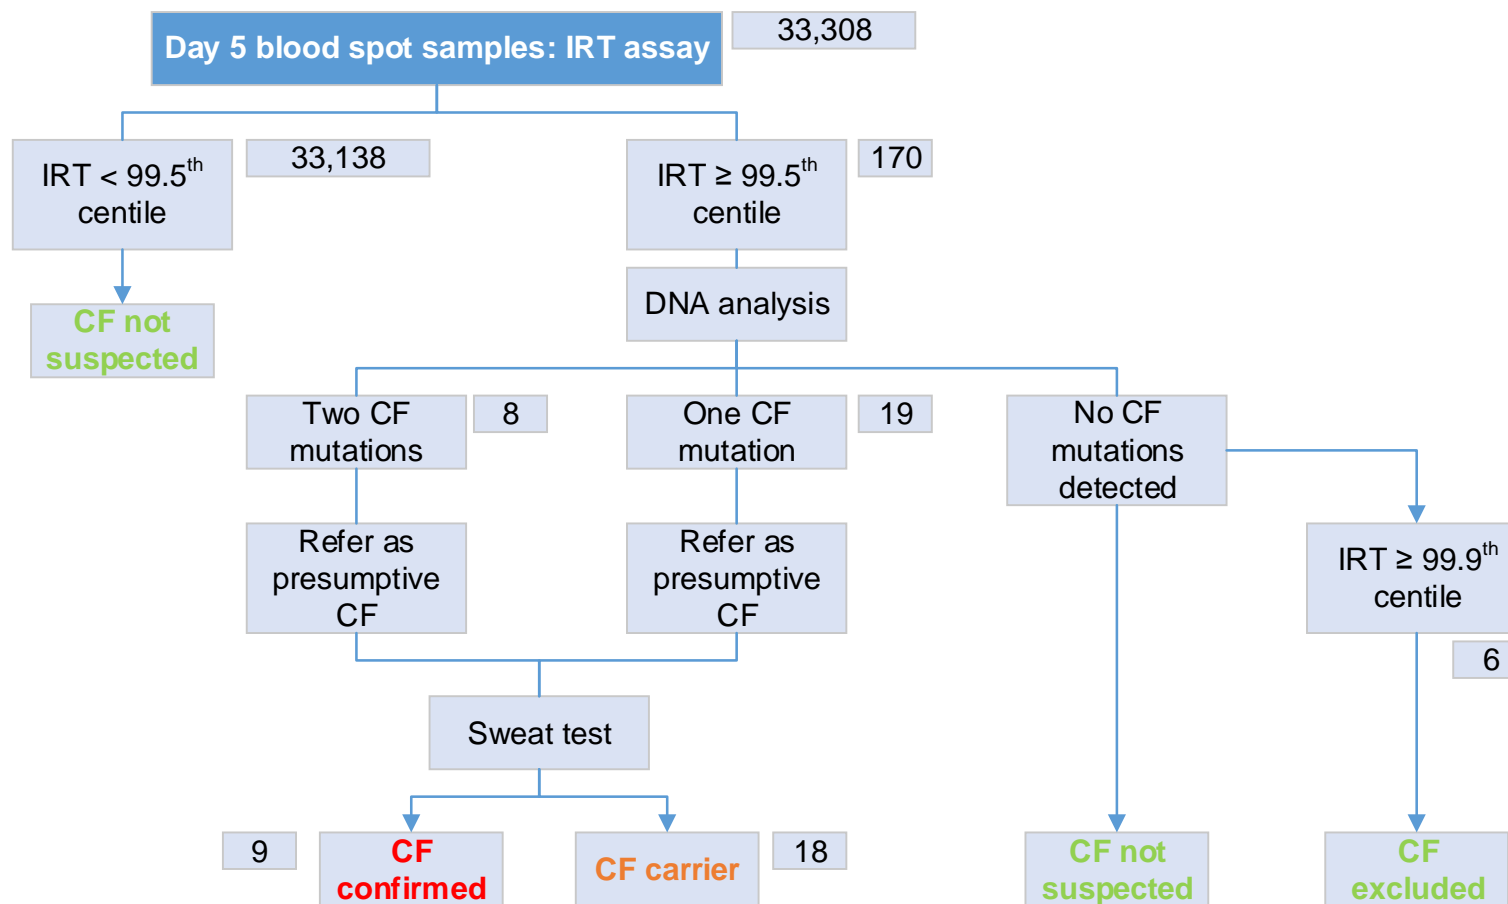 Day 5 blood spot samples: IRT assay
33,308
IRT < 99.5th
centile
33,138
IRT ≥ 99.5th
centile
170
CF not
suspected
DNA analysis
Two CF
mutations
8
One CF
mutation
19
No CF
mutations
detected
Refer as
presumptive
CF
Refer as
presumptive
CF
IRT ≥ 99.9th
centile
6
Sweat test
9
CF
confirmed
CF carrier
18
CF not
suspected
CF
excluded